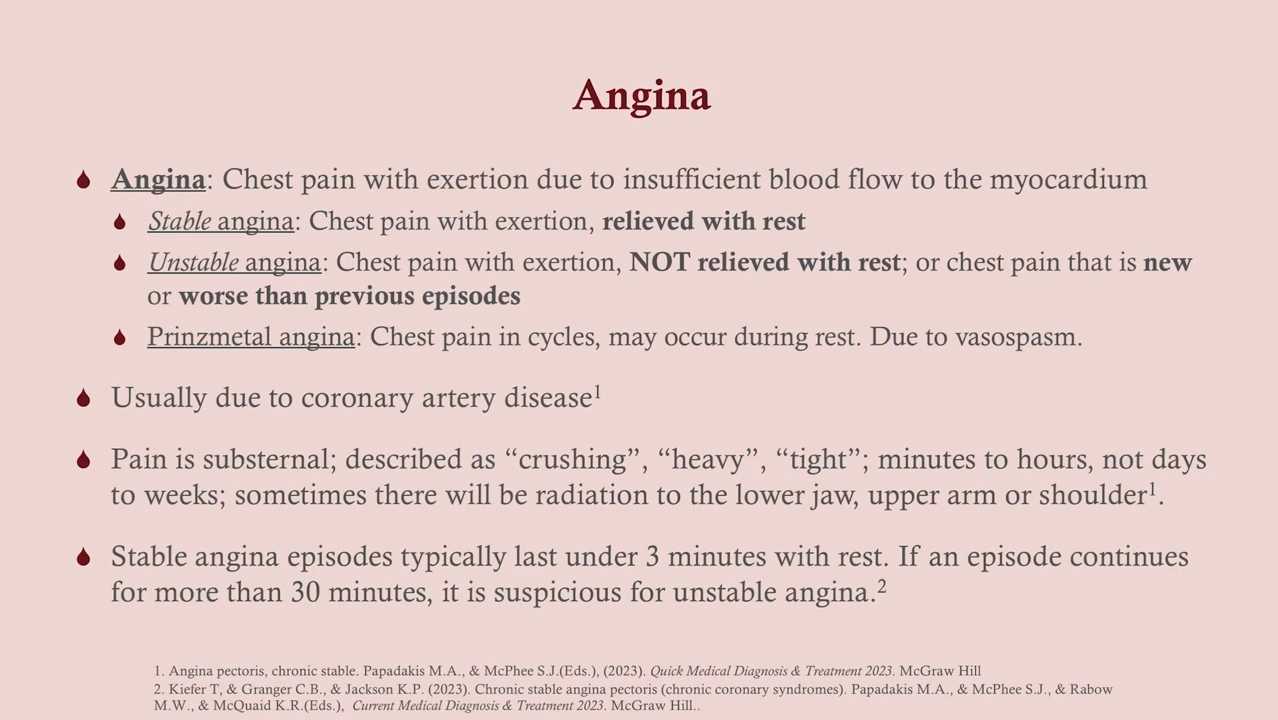 Angina
Angina: Chest pain with exertion due to insufficient blood flow to the myocardium
Stable angina: Chest pain with exertion, relieved with rest
Unstable angina: Chest pain with exertion, NOT relieved with rest; or chest pain that is new
or worse than previous episodes
Prinzmetal angina: Chest pain in cycles, may occur during rest. Due to vasospasm.
Usually due to coronary artery disease¹
Pain is substernal; described as “crushing”, “heavy”, “tight”; minutes to hours, not days
to weeks; sometimes there will be radiation to the lower jaw, upper arm or shoulder¹.
Stable angina episodes typically last under 3 minutes with rest. If an episode continues
for more than 30 minutes, it is suspicious for unstable angina.²
1. Angina pectoris, chronic stable. Papadakis M.A., & McPhee S.J.(Eds.), (2023). Quick Medical Diagnosis & Treatment 2023. McGraw Hill
2. Kiefer T, & Granger C.B., & Jackson K.P. (2023). Chronic stable angina pectoris (chronic coronary syndromes). Papadakis M.A., & McPhee S.J., & Rabow
M.W., & McQuaid K.R.(Eds.), Current Medical Diagnosis & Treatment 2023. McGraw Hill..